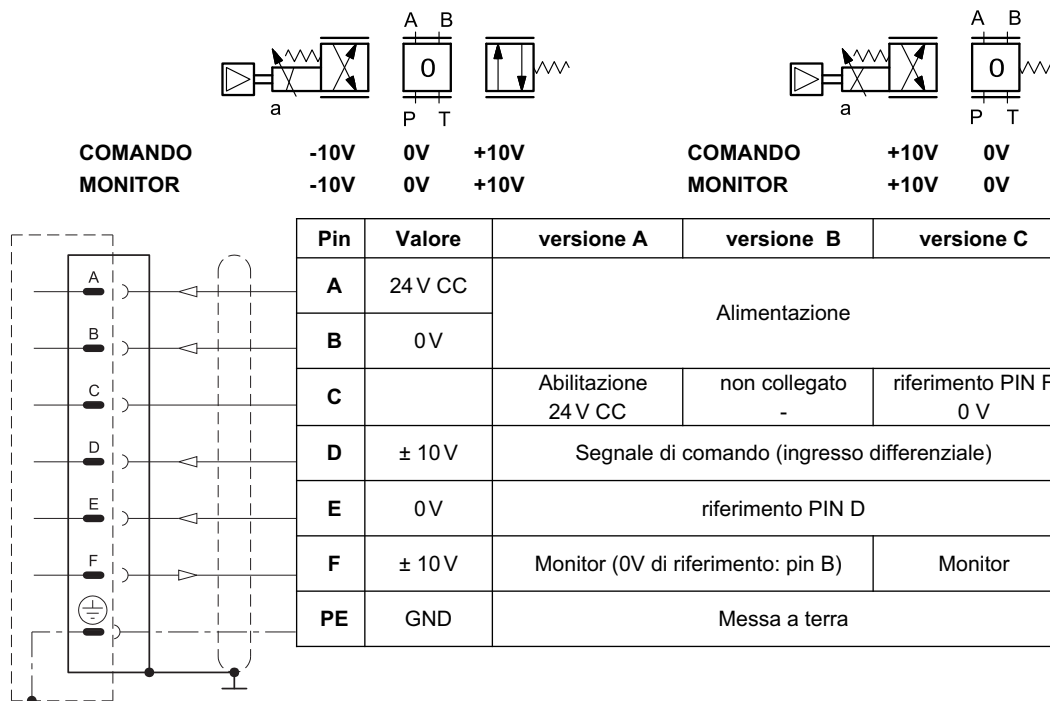 A B
0
a
P T
A B
0
a
P T
COMANDO -10V 0V +10V
MONITOR -10V 0V +10V
COMANDO +10V 0V
MONITOR +10V 0V
A
B
C
D
E
F
Pin Valore versione A versione B versione C
A 24 V CC Alimentazione
B 0 V
C Abilitazione 24 V CC non collegato - riferimento PIN F 0 V
D ± 10 V Segnale di comando (ingresso differenziale)
E 0 V riferimento PIN D
F ± 10 V Monitor (0V di riferimento: pin B) Monitor
PE GND Messa a terra